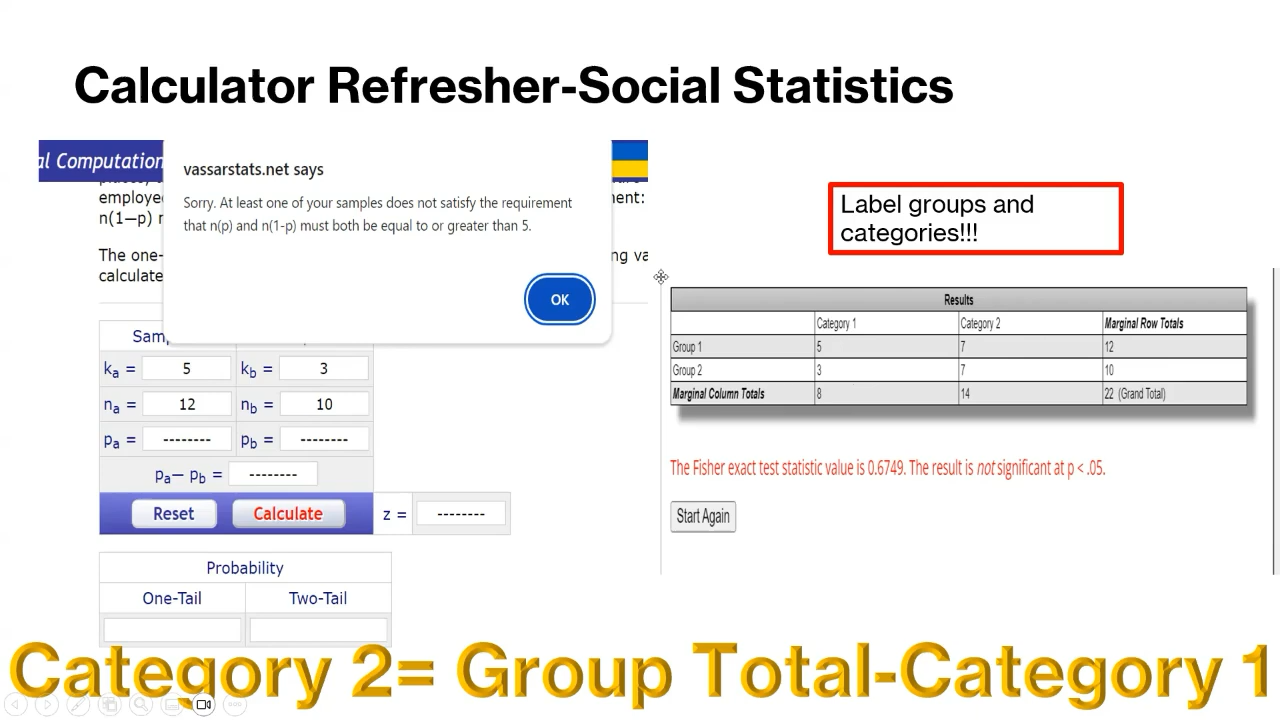 Calculator Refresher-Social Statistics
al Computation
vassarstats.net says
Sorry. At least one of your samples does not satisfy the requirement
that n(p) and n(1-p) must both be equal to or greater than 5.
OK
employe
n(1—p)
The one-
calculate
Label groups and
categories!!!
ka = 5 kb = 3
na = 12 nb = 10
pa = -------- pb = --------
pa— pb = --------
Reset Calculate z = --------
Probability
One-Tail Two-Tail
Results
Category 1 Category 2 Marginal Row Totals
Group 1 5 7 12
Group 2 3 7 10
Marginal Column Totals 8 14 22 (Grand Total)
The Fisher exact test statistic value is 0.6749. The result is not significant at p < .05.
Start Again
Category 2= Group Total-Category 1